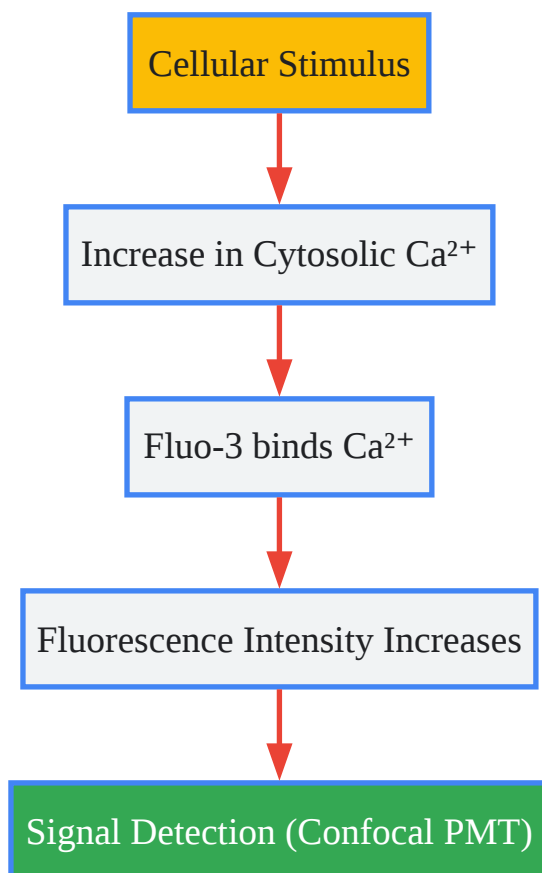 Cellular Stimulus
Increase in Cytosolic Ca²⁺
Fluo-3 binds Ca²⁺
Fluorescence Intensity Increases
Signal Detection (Confocal PMT)